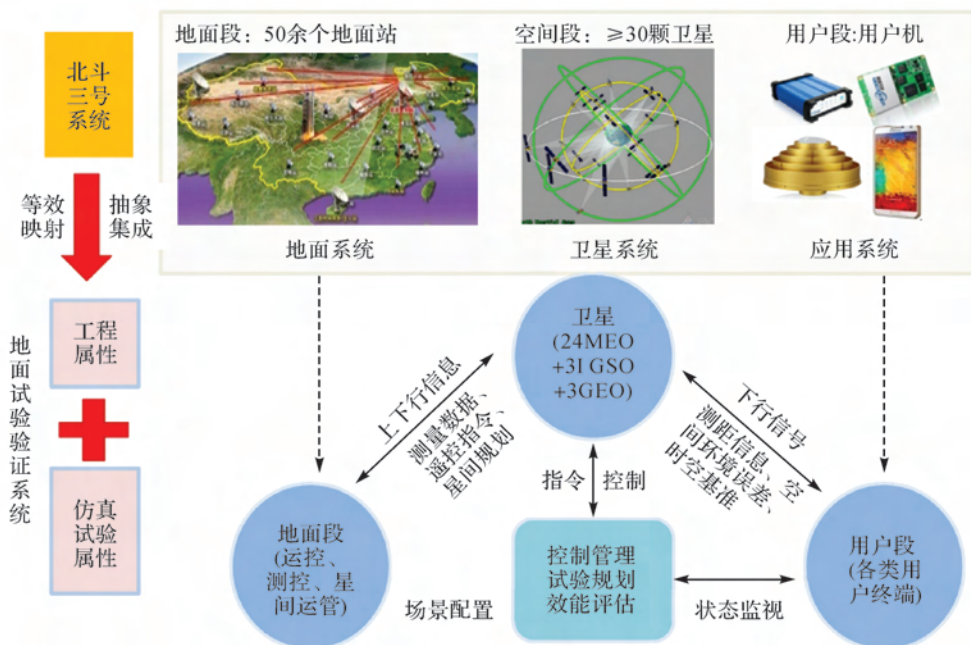 地面段：50余个地面站
空间段：≥30颗卫星
用户段:用户机
北斗
三号
系统
等效
映射
抽象
集成
地面系统
卫星系统
应用系统
地面试验验证系统
工程
属性
仿真
试验
属性
卫星
(24MEO
+3I GSO
+3GEO)
上下行信息
测量数据、
遥控指令、
星间规划
下行信号
测距信息、空
间环境误差、
时空基准
指令
控制
地面段
(运控、
测控、星
间运管)
场景配置
控制管理
试验规划
效能评估
状态监视
用户段
(各类用
户终端)